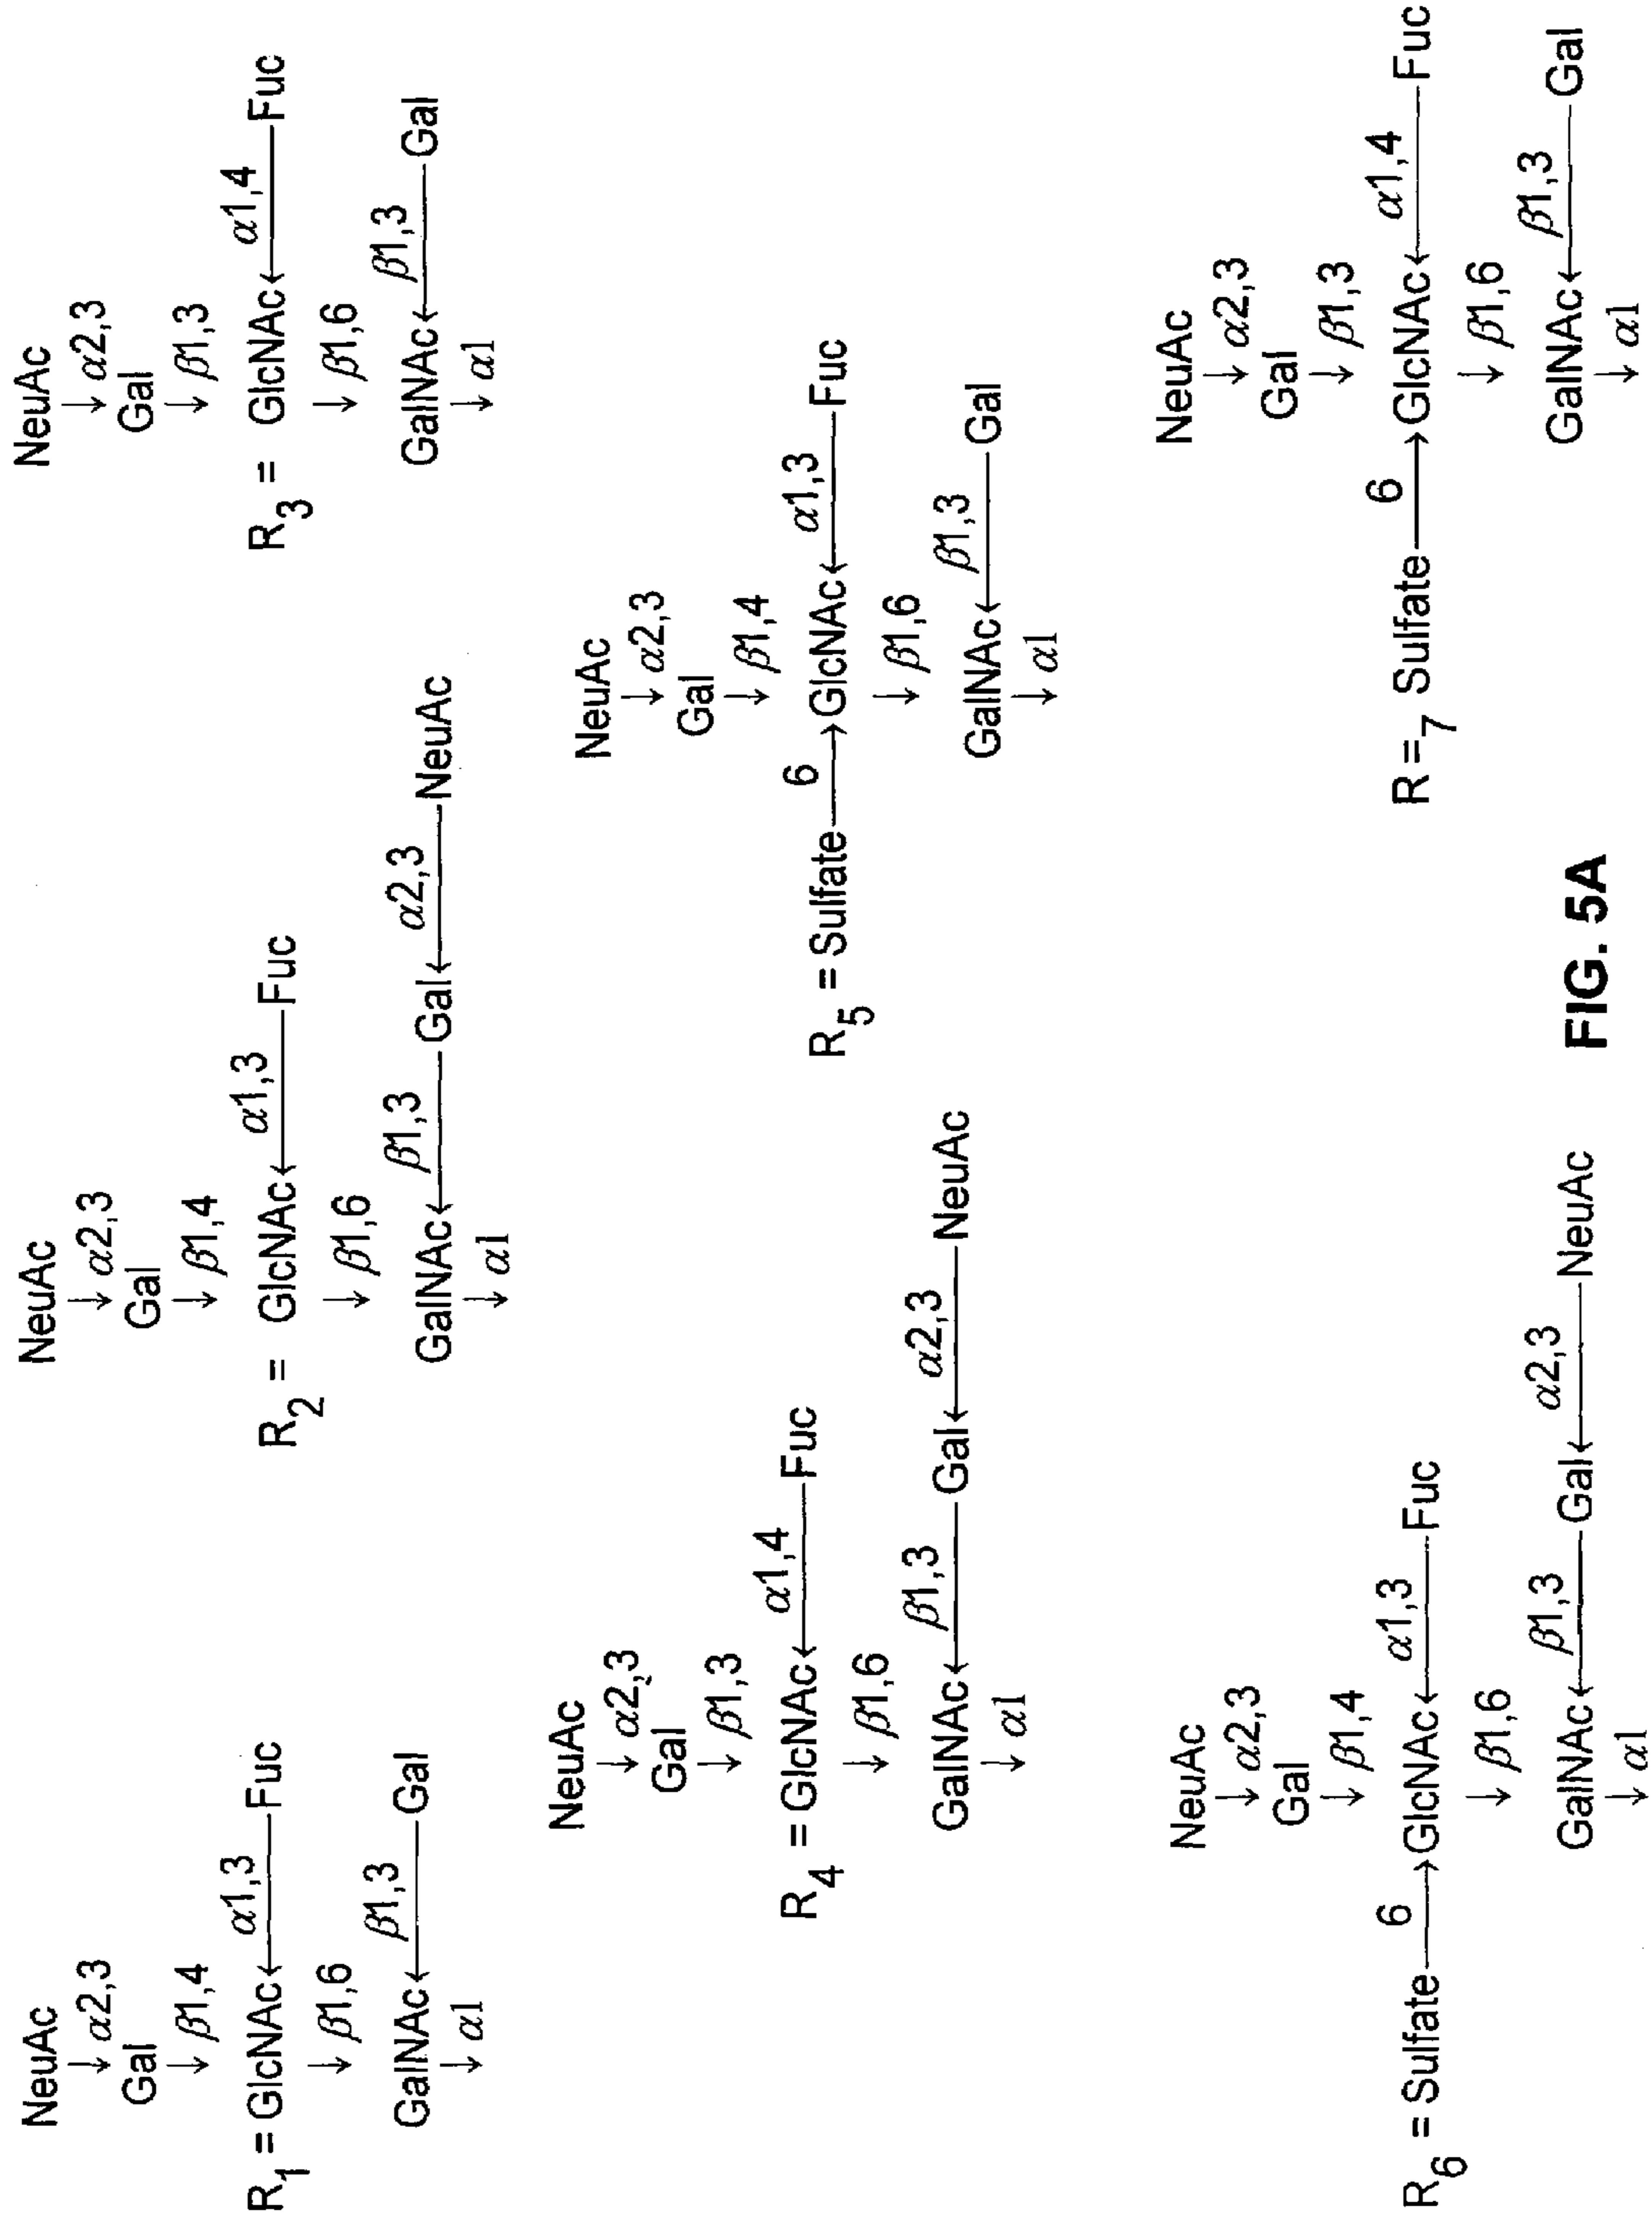 NeuAc
↓ α2,3
Gal
↓ β1,4
R1 = GlcNAc ← α1,3 Fuc
↓ β1,6
GalNAc ← β1,3 Gal
↓ α1
NeuAc
↓ α2,3
Gal
↓ β1,4
R2 = GlcNAc ← α1,3 Fuc
↓ β1,6
GalNAc ← β1,3 Gal ← α2,3 NeuAc
↓ α1
NeuAc
↓ α2,3
Gal
↓ β1,3
R3 = GlcNAc ← α1,4 Fuc
↓ β1,6
GalNAc ← β1,3 Gal
↓ α1
NeuAc
↓ α2,3
Gal
↓ β1,3
R4 = GlcNAc ← α1,4 Fuc
↓ β1,6
GalNAc ← β1,3 Gal ← α2,3 NeuAc
↓ α1
NeuAc
↓ α2,3
Gal
↓ β1,4
R5 = Sulfate 6 → GlcNAc ← α1,3 Fuc
↓ β1,6
GalNAc ← β1,3 Gal
↓ α1
NeuAc
↓ α2,3
Gal
↓ β1,4
R6 = Sulfate 6 → GlcNAc ← α1,3 Fuc
↓ β1,6
GalNAc ← β1,3 Gal ← α2,3 NeuAc
↓ α1
NeuAc
↓ α2,3
Gal
↓ β1,3
R =7 Sulfate 6 → GlcNAc ← α1,4 Fuc
↓ β1,6
GalNAc ← β1,3 Gal
↓ α1
FIG. 5A